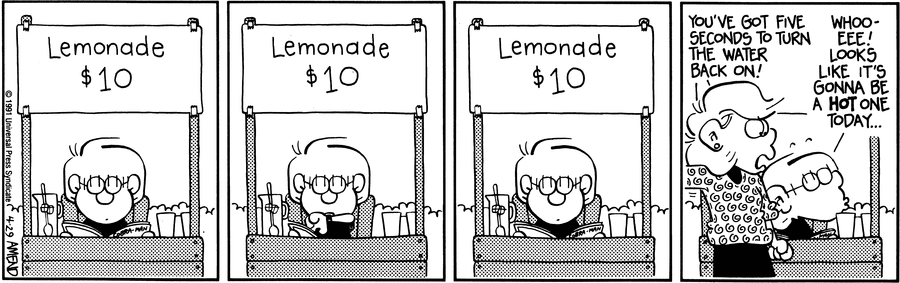 Lemonade
$10
© 1991 Universal Press Syndicate 4-29 AMEND
Lemonade
$10
Lemonade
$10
-MAN
YOU'VE GOT FIVE
SECONDS TO TURN
THE WATER
BACK ON!
WHOO-
EEE!
LOOKS
LIKE IT'S
GONNA BE
A HOT ONE
TODAY...